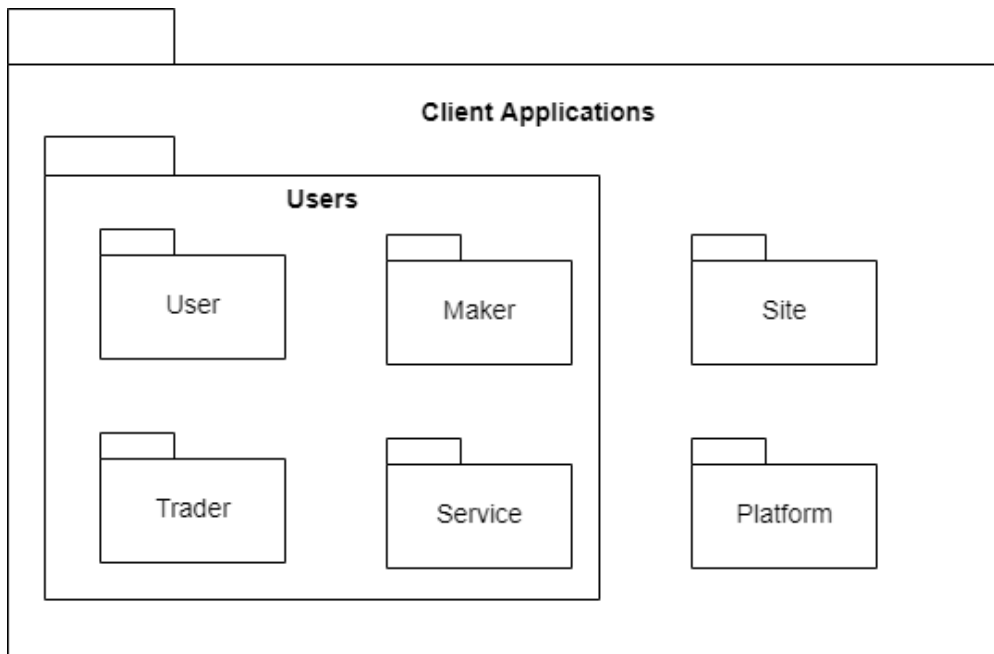 Client Applications
Users
User
Maker
Site
Trader
Service
Platform